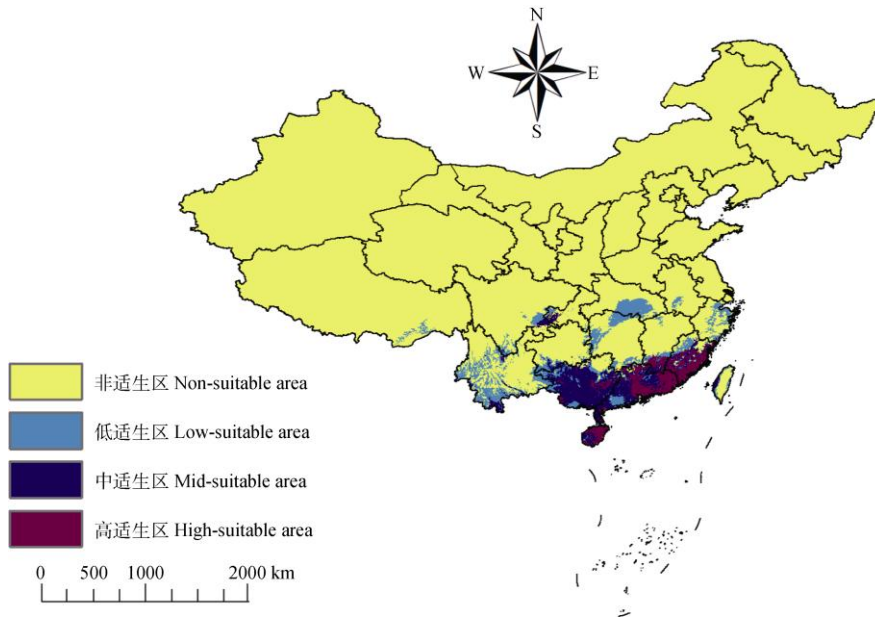 N
W E
S
非适生区 Non-suitable area
低适生区 Low-suitable area
中适生区 Mid-suitable area
高适生区 High-suitable area
0 500 1000 2000 km